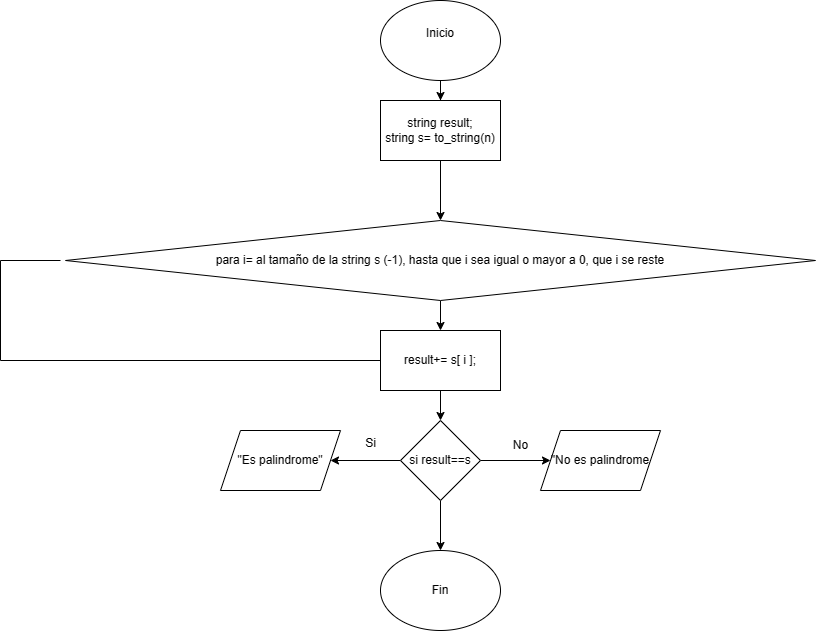 Inicio
string result;
string s= to_string(n)
para i= al tamaño de la string s (-1), hasta que i sea igual o mayor a 0, que i se reste
result+= s[ i ];
Si
No
"Es palindrome"
si result==s
"No es palindrome
Fin